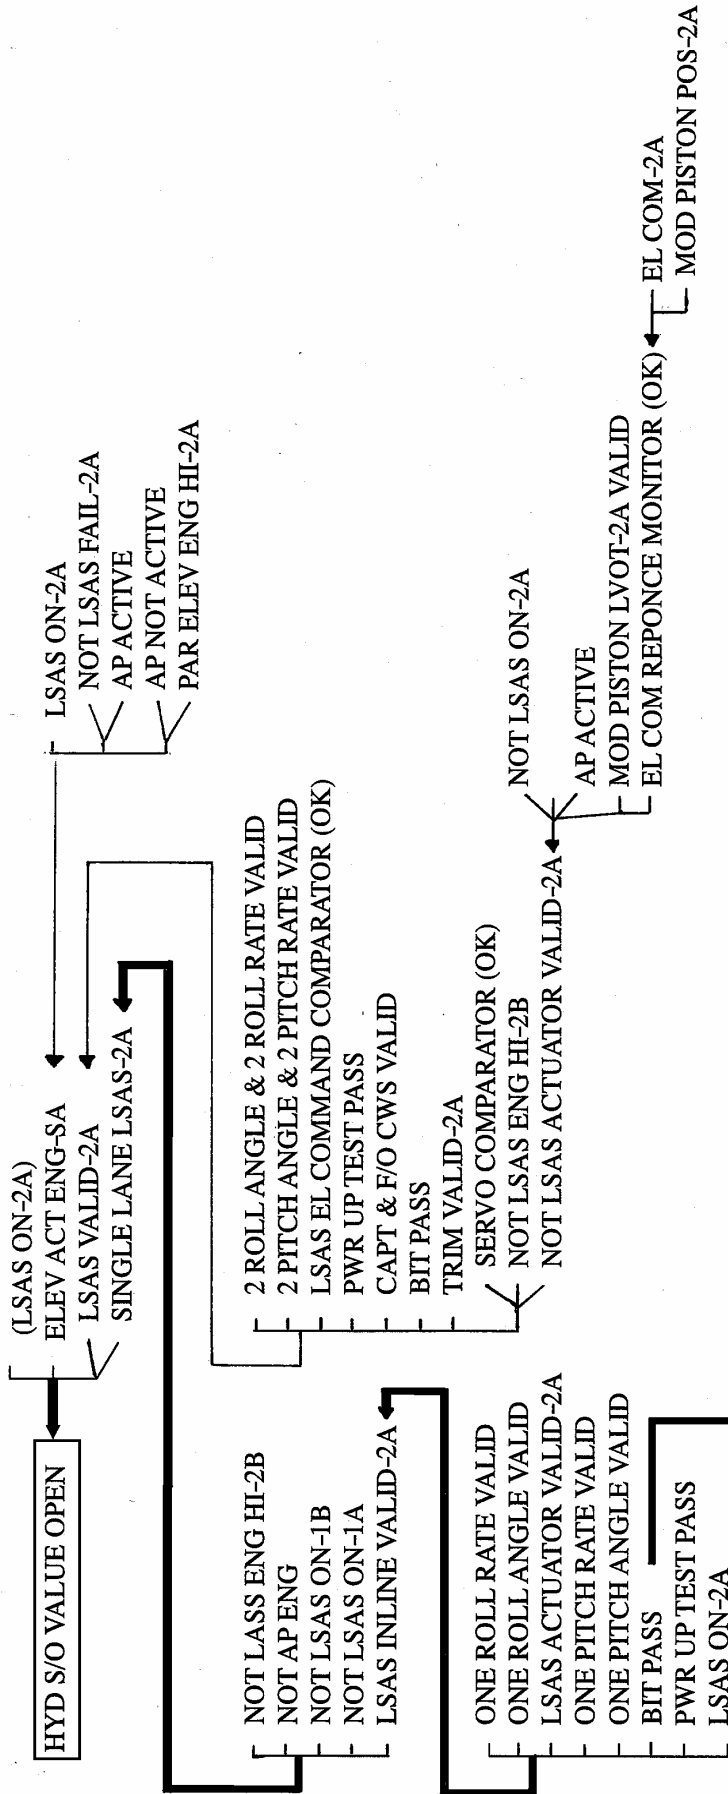 HYD S/O VALUE OPEN
(LSAS ON-2A)
ELEV ACT ENG-SA
LSAS VALID-2A
SINGLE LANE LSAS-2A
LSAS ON-2A
NOT LSAS FAIL-2A
AP ACTIVE
AP NOT ACTIVE
PAR ELEV ENG HI-2A
NOT LASS ENG HI-2B
NOT AP ENG
NOT LSAS ON-1B
NOT LSAS ON-1A
LSAS INLINE VALID-2A
2 ROLL ANGLE & 2 ROLL RATE VALID
2 PITCH ANGLE & 2 PITCH RATE VALID
LSAS EL COMMAND COMPARATOR (OK)
PWR UP TEST PASS
CAPT & F/O CWS VALID
BIT PASS
TRIM VALID-2A
SERVO COMPARATOR (OK)
NOT LSAS ENG HI-2B
NOT LSAS ACTUATOR VALID-2A
NOT LSAS ON-2A
AP ACTIVE
MOD PISTON LVOT-2A VALID
EL COM REPONCE MONITOR (OK)
EL COM-2A
MOD PISTON POS-2A
ONE ROLL RATE VALID
ONE ROLL ANGLE VALID
LSAS ACTUATOR VALID-2A
ONE PITCH RATE VALID
ONE PITCH ANGLE VALID
BIT PASS
PWR UP TEST PASS
LSAS ON-2A